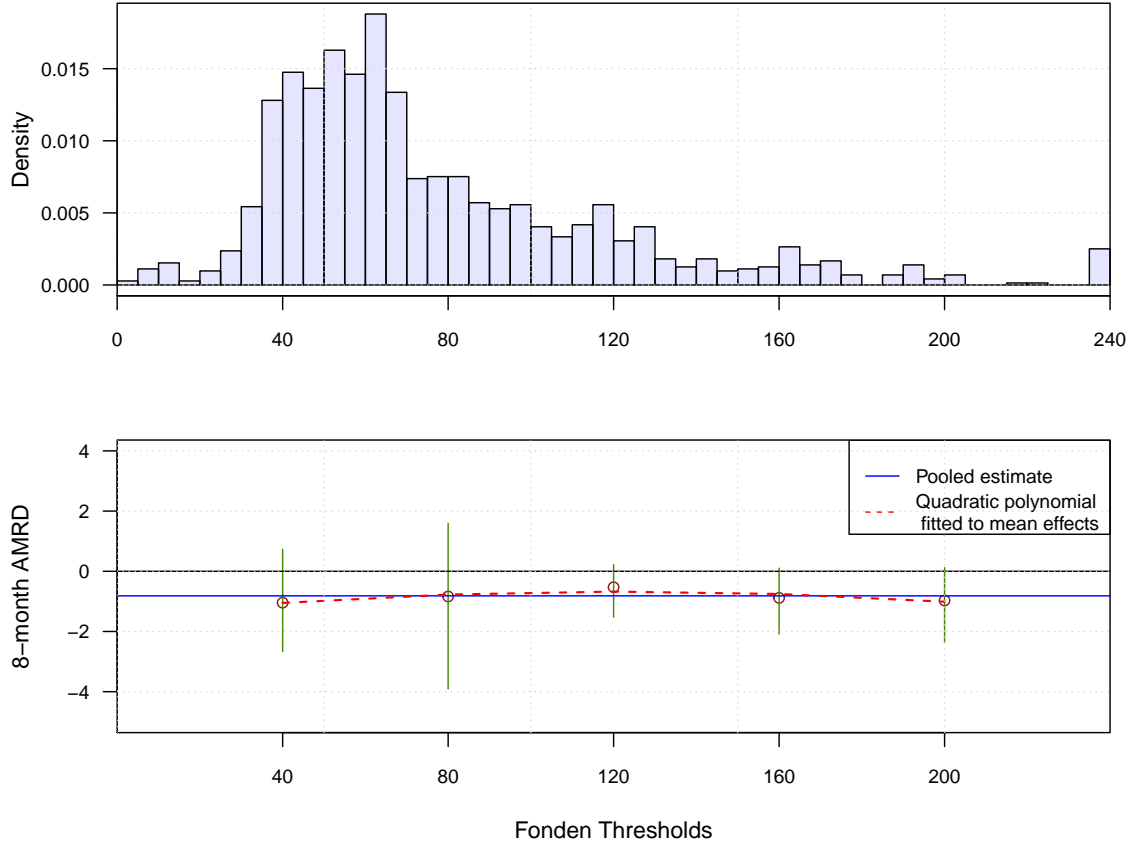 Density
0.015
0.010
0.005
0.000
0 40 80 120 160 200 240
8−month AMRD
4
2
0
−2
−4
Pooled estimate
Quadratic polynomial
fitted to mean effects
40 80 120 160 200
Fonden Thresholds